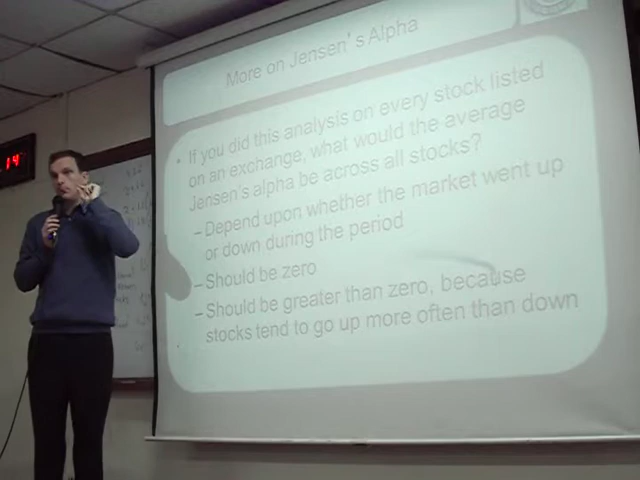 14
More on Jensen's Alpha
• If you did this analysis on every stock listed
on an exchange, what would the average
Jensen's alpha be across all stocks?
– Depend upon whether the market went up
or down during the period
– Should be zero
– Should be greater than zero, because
stocks tend to go up more often than down